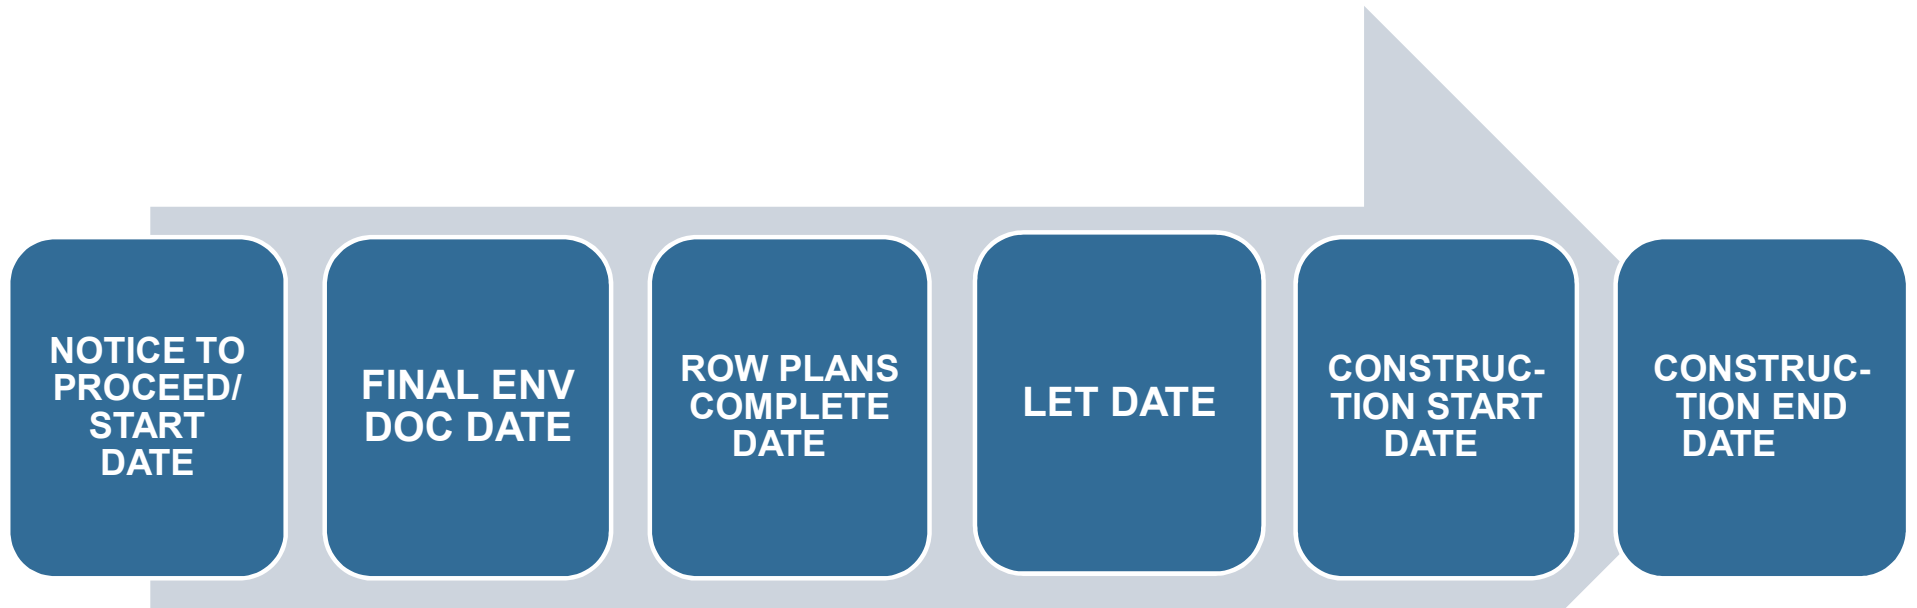 NOTICE TO
PROCEED/
START
DATE
FINAL ENV
DOC DATE
ROW PLANS
COMPLETE
DATE
LET DATE
CONSTRUC-
TION START
DATE
CONSTRUC-
TION END
DATE